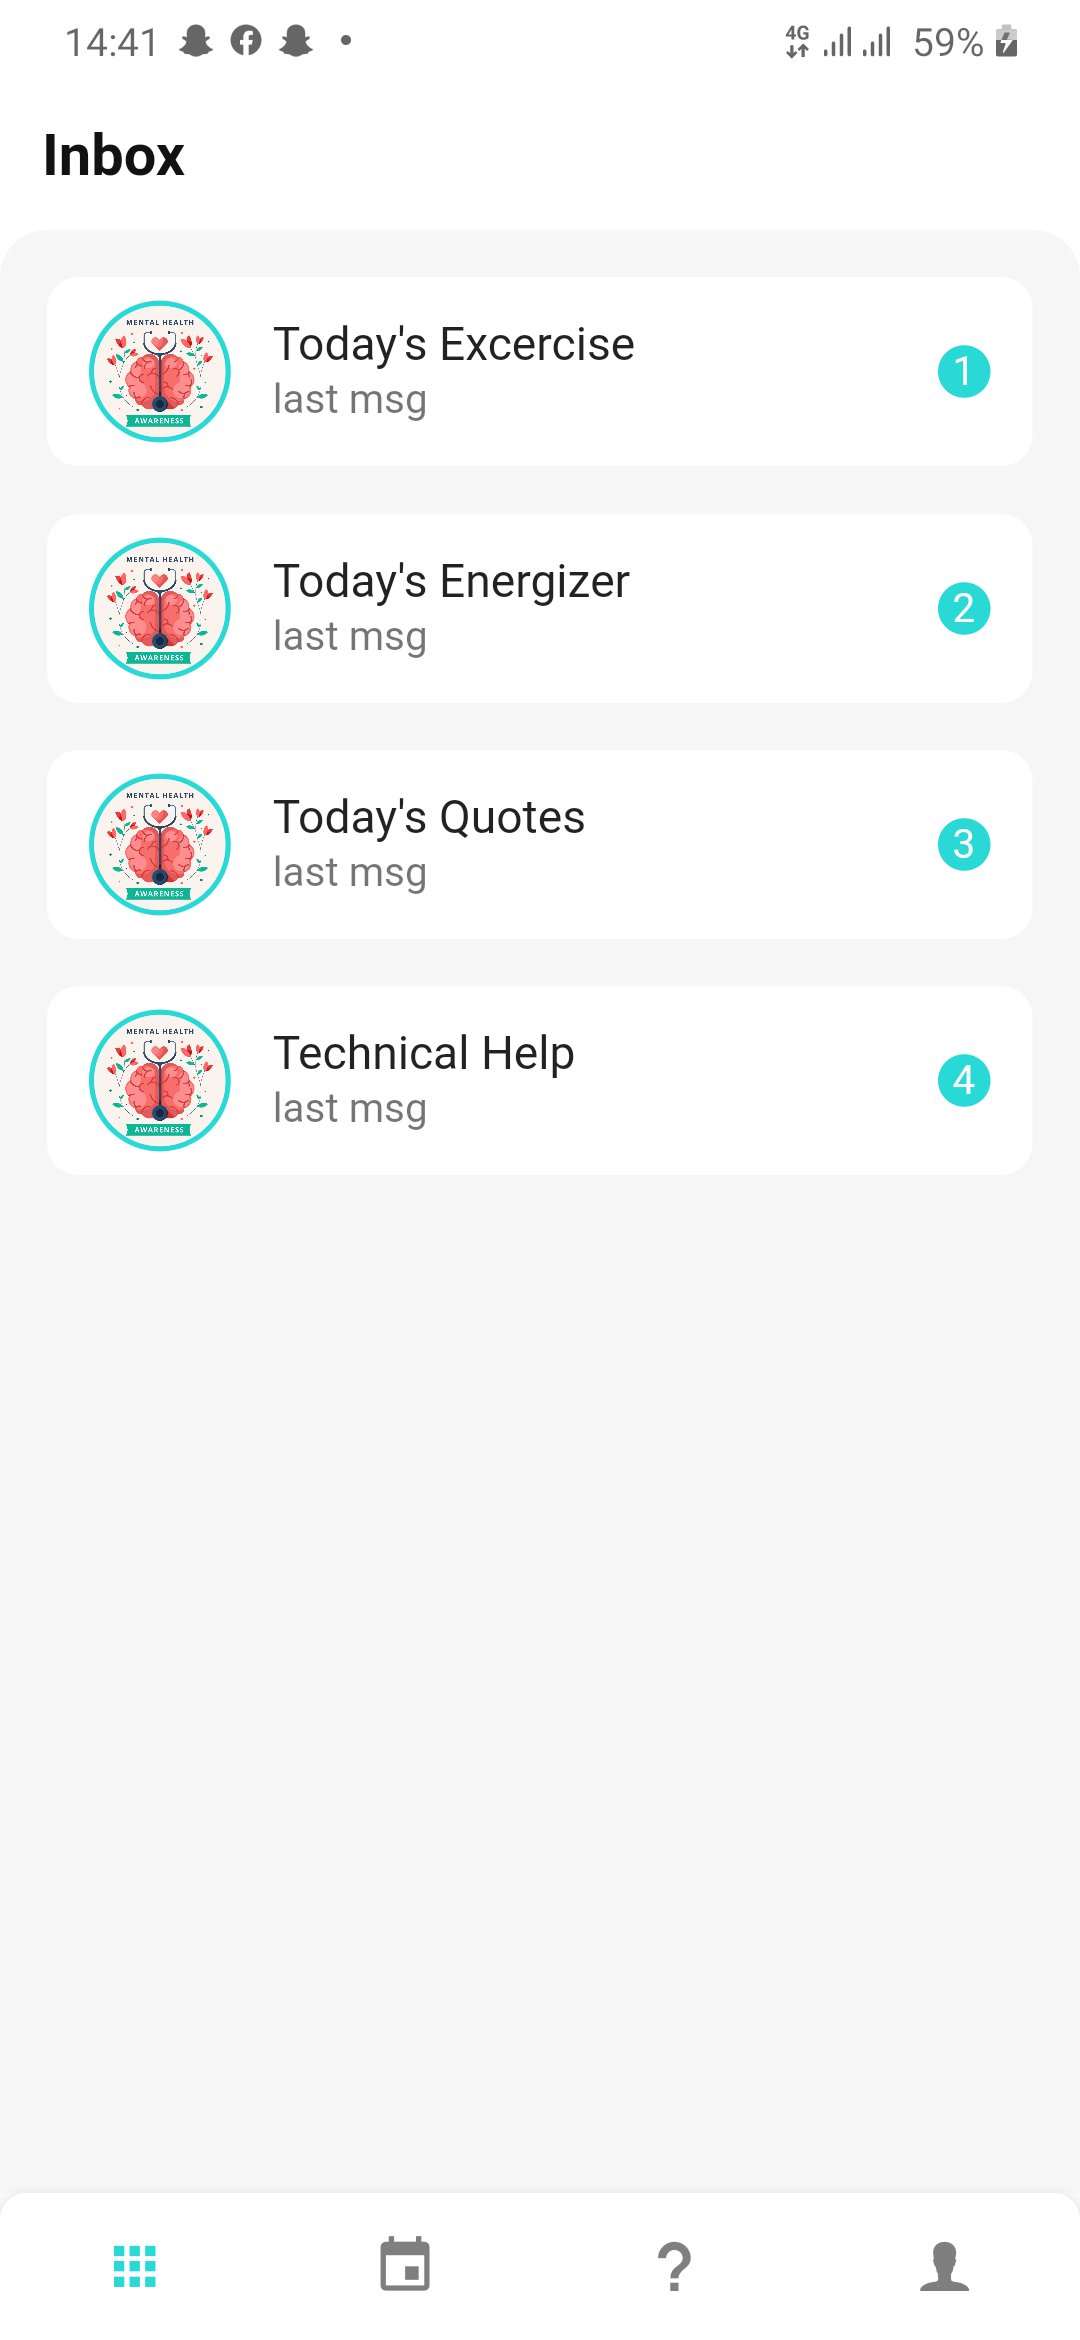 14:41 4G 59%
Inbox
MENTAL HEALTH
AWARENESS
Today's Excercise
last msg
1
MENTAL HEALTH
AWARENESS
Today's Energizer
last msg
2
MENTAL HEALTH
AWARENESS
Today's Quotes
last msg
3
MENTAL HEALTH
AWARENESS
Technical Help
last msg
4